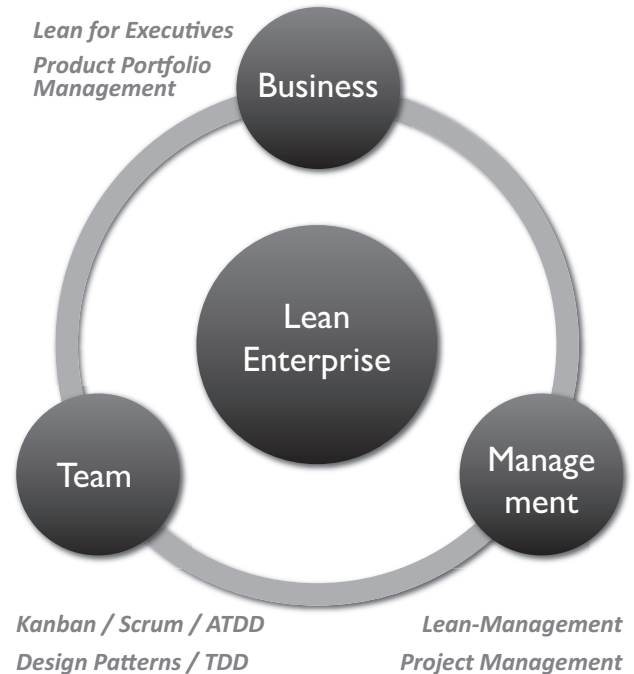 Lean for Executives
Product Portfolio
Management
Business
Lean
Enterprise
Team
Manage
ment
Kanban / Scrum / ATDD
Design Patterns / TDD
Lean-Management
Project Management